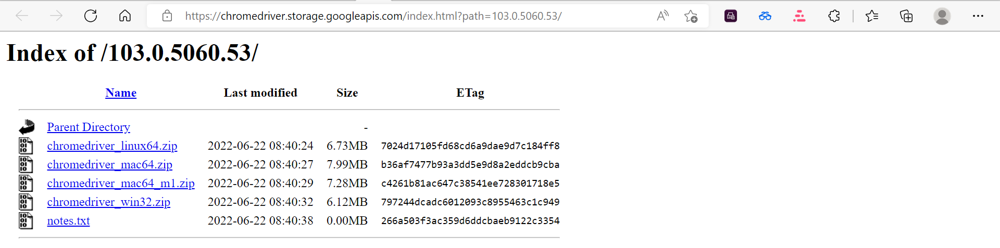 https://chromedriver.storage.googleapis.com/index.html?path=103.0.5060.53/
Index of /103.0.5060.53/
Name Last modified Size ETag
Parent Directory -
chromedriver_linux64.zip 2022-06-22 08:40:24 6.73MB 7024d17105fd68cd6a9dae9d7c184ff8
chromedriver_mac64.zip 2022-06-22 08:40:27 7.99MB b36af7477b93a3dd5e9d8a2eddcb9cba
chromedriver_mac64_m1.zip 2022-06-22 08:40:29 7.28MB c4261b81ac647c38541ee728301718e5
chromedriver_win32.zip 2022-06-22 08:40:32 6.12MB 797244dcadc6012093c8955463c1c949
notes.txt 2022-06-22 08:40:38 0.00MB 266a503f3ac359d6ddcbaeb9122c3354